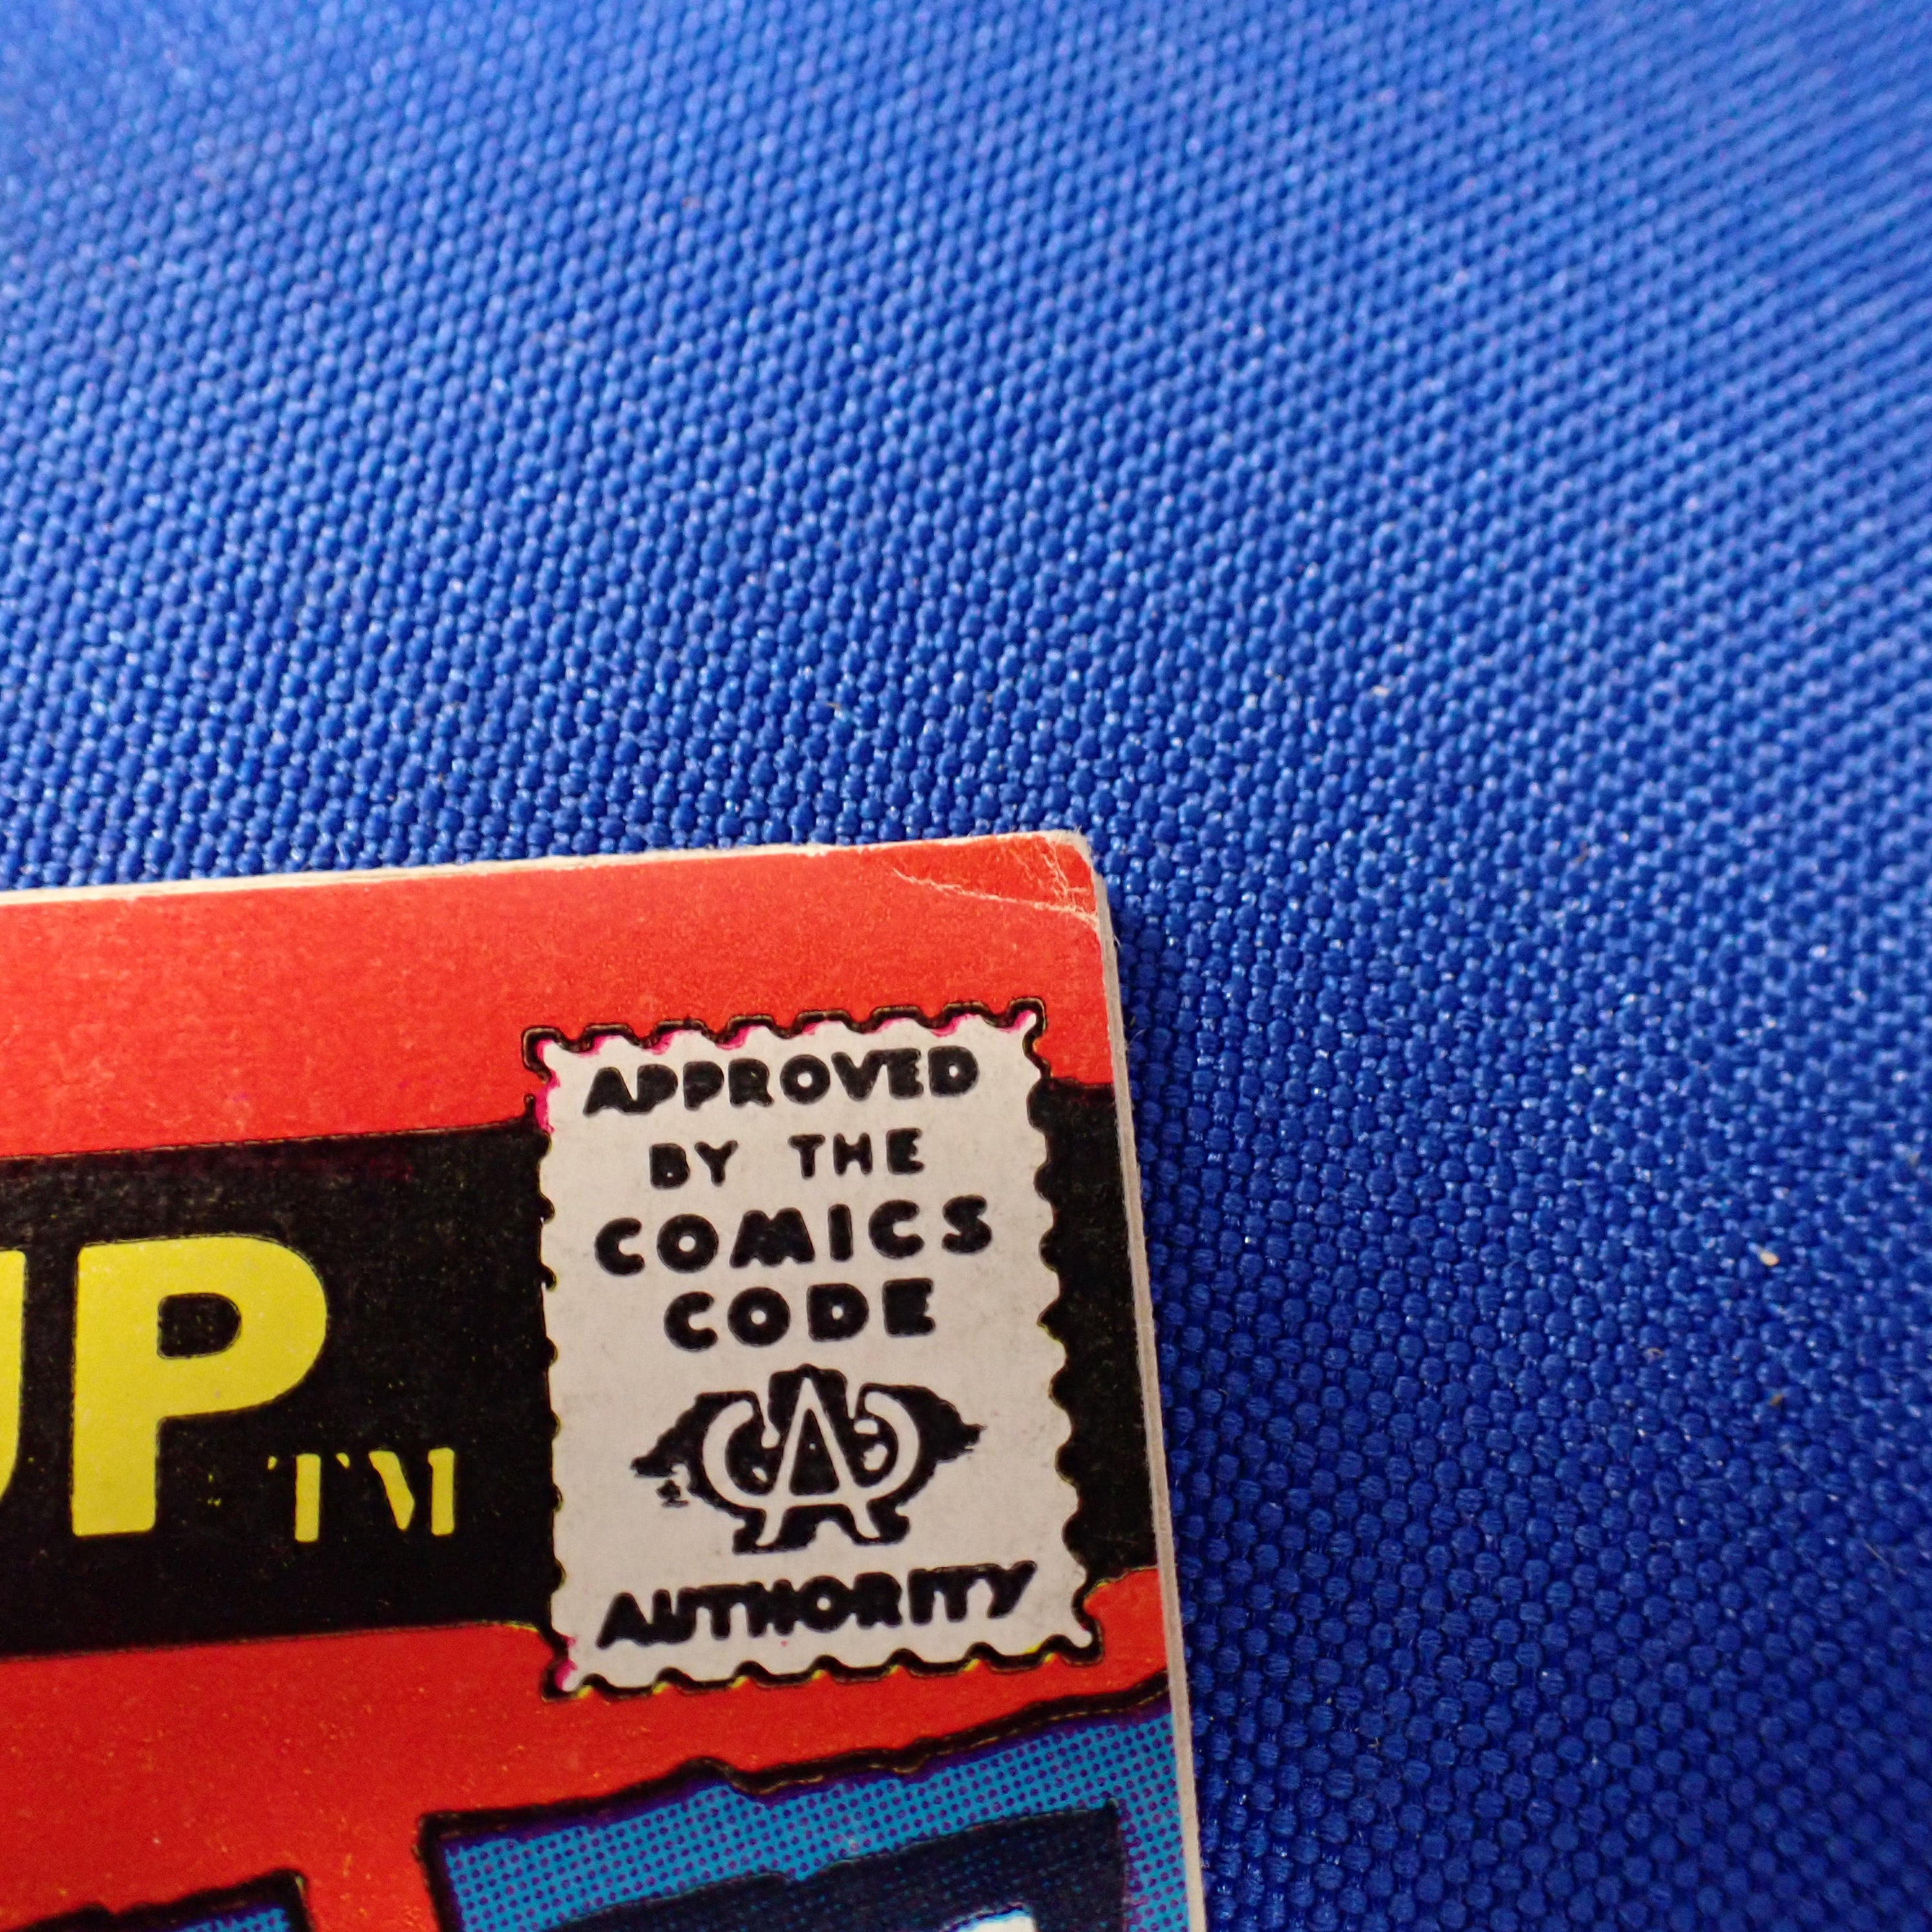 APPROVED
BY THE
COMICS
CODE
CA
AUTHORITY
UP TM